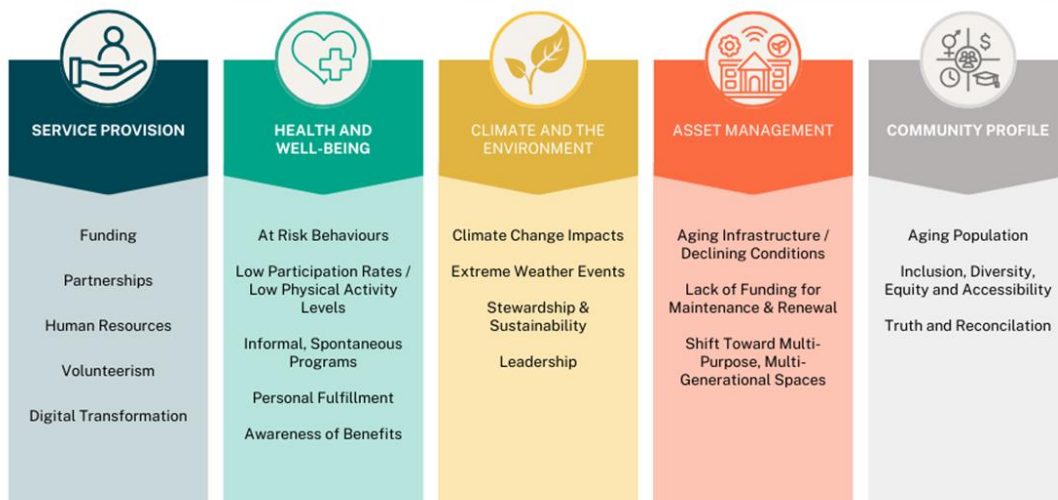 SERVICE PROVISION
Funding
Partnerships
Human Resources
Volunteerism
Digital Transformation
HEALTH AND
WELL-BEING
At Risk Behaviours
Low Participation Rates /
Low Physical Activity
Levels
Informal, Spontaneous
Programs
Personal Fulfillment
Awareness of Benefits
CLIMATE AND THE
ENVIRONMENT
Climate Change Impacts
Extreme Weather Events
Stewardship &
Sustainability
Leadership
ASSET MANAGEMENT
Aging Infrastructure /
Declining Conditions
Lack of Funding for
Maintenance & Renewal
Shift Toward Multi-
Purpose, Multi-
Generational Spaces
COMMUNITY PROFILE
Aging Population
Inclusion, Diversity,
Equity and Accessibility
Truth and Reconcilation